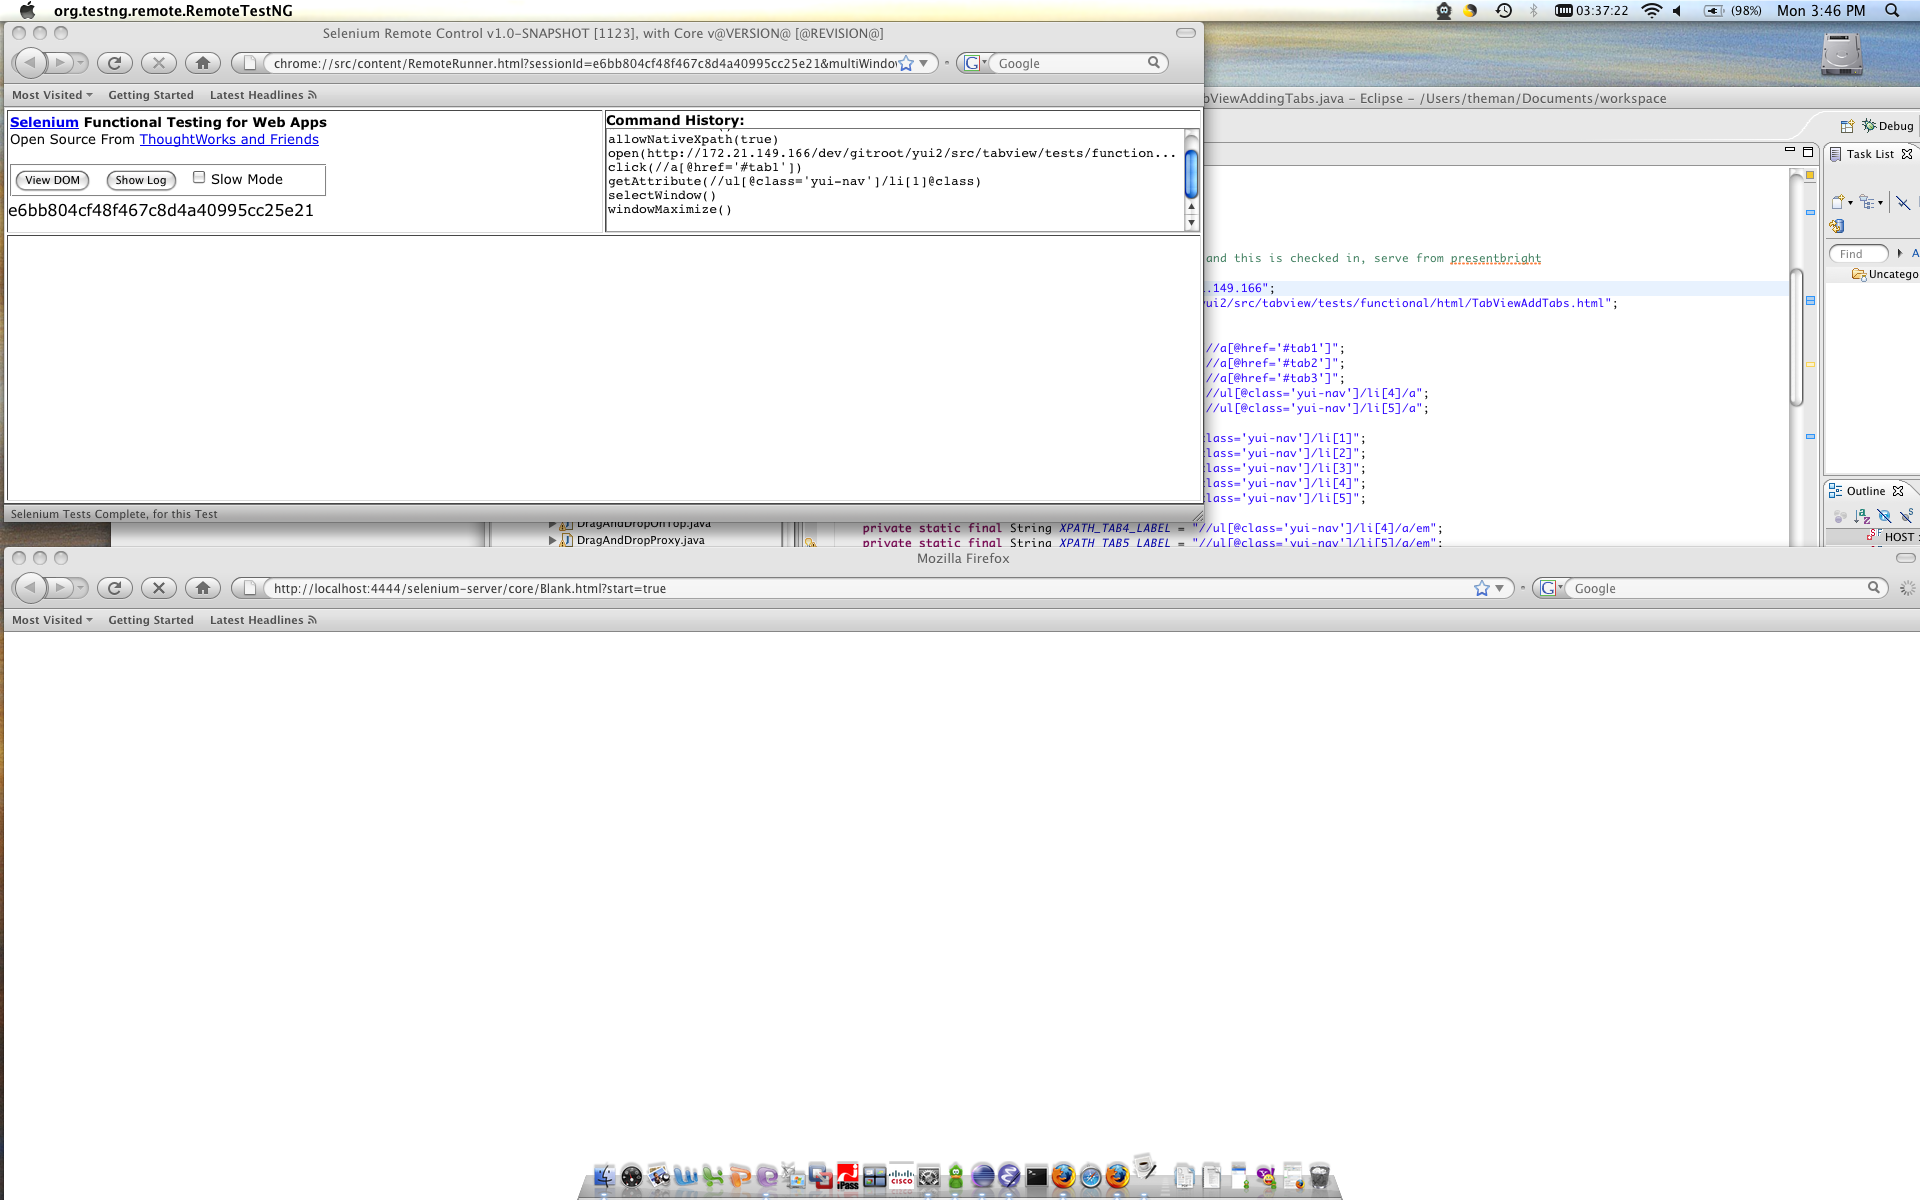 org.testng.remote.RemoteTestNG
03:37:22
(98%)
Mon 3:46 PM
Selenium Remote Control v1.0-SNAPSHOT [1123], with Core v@VERSION@ [@REVISION@]
chrome://src/content/RemoteRunner.html?sessionId=e6bb804cf48f467c8d4a40995cc25e21&multiWindo
Google
Most Visited
Getting Started
Latest Headlines
Selenium Functional Testing for Web Apps
Open Source From ThoughtWorks and Friends
View DOM
Show Log
Slow Mode
e6bb804cf48f467c8d4a40995cc25e21
Command History:
allowNativeXpath(true)
open(http://172.21.149.166/dev/gitroot/yui2/src/tabview/tests/function...
click(//a[@href='#tab1'])
getAttribute(//ul[@class='yui-nav']/li[1]@class)
selectWindow()
windowMaximize()
Selenium Tests Complete, for this Test
bViewAddingTabs.java – Eclipse – /Users/theman/Documents/workspace
Debug
Task List
Find
Uncatego
Outline
HOST :
and this is checked in, serve from presentbright
.149.166";
yui2/src/tabview/tests/functional/html/TabViewAddTabs.html";
//a[@href='#tab1']";
//a[@href='#tab2']";
//a[@href='#tab3']";
//ul[@class='yui-nav']/li[4]/a";
//ul[@class='yui-nav']/li[5]/a";
class='yui-nav']/li[1]";
class='yui-nav']/li[2]";
class='yui-nav']/li[3]";
class='yui-nav']/li[4]";
class='yui-nav']/li[5]";
DragAndDropOnTop.java
private static final String XPATH_TAB4_LABEL = "//ul[@class='yui-nav']/li[4]/a/em";
DragAndDropProxy.java
private static final String XPATH_TAB5_LABEL = "//ul[@class='yui-nav']/li[5]/a/em";
Mozilla Firefox
http://localhost:4444/selenium-server/core/Blank.html?start=true
Google
Most Visited
Getting Started
Latest Headlines
iPass
CISCO